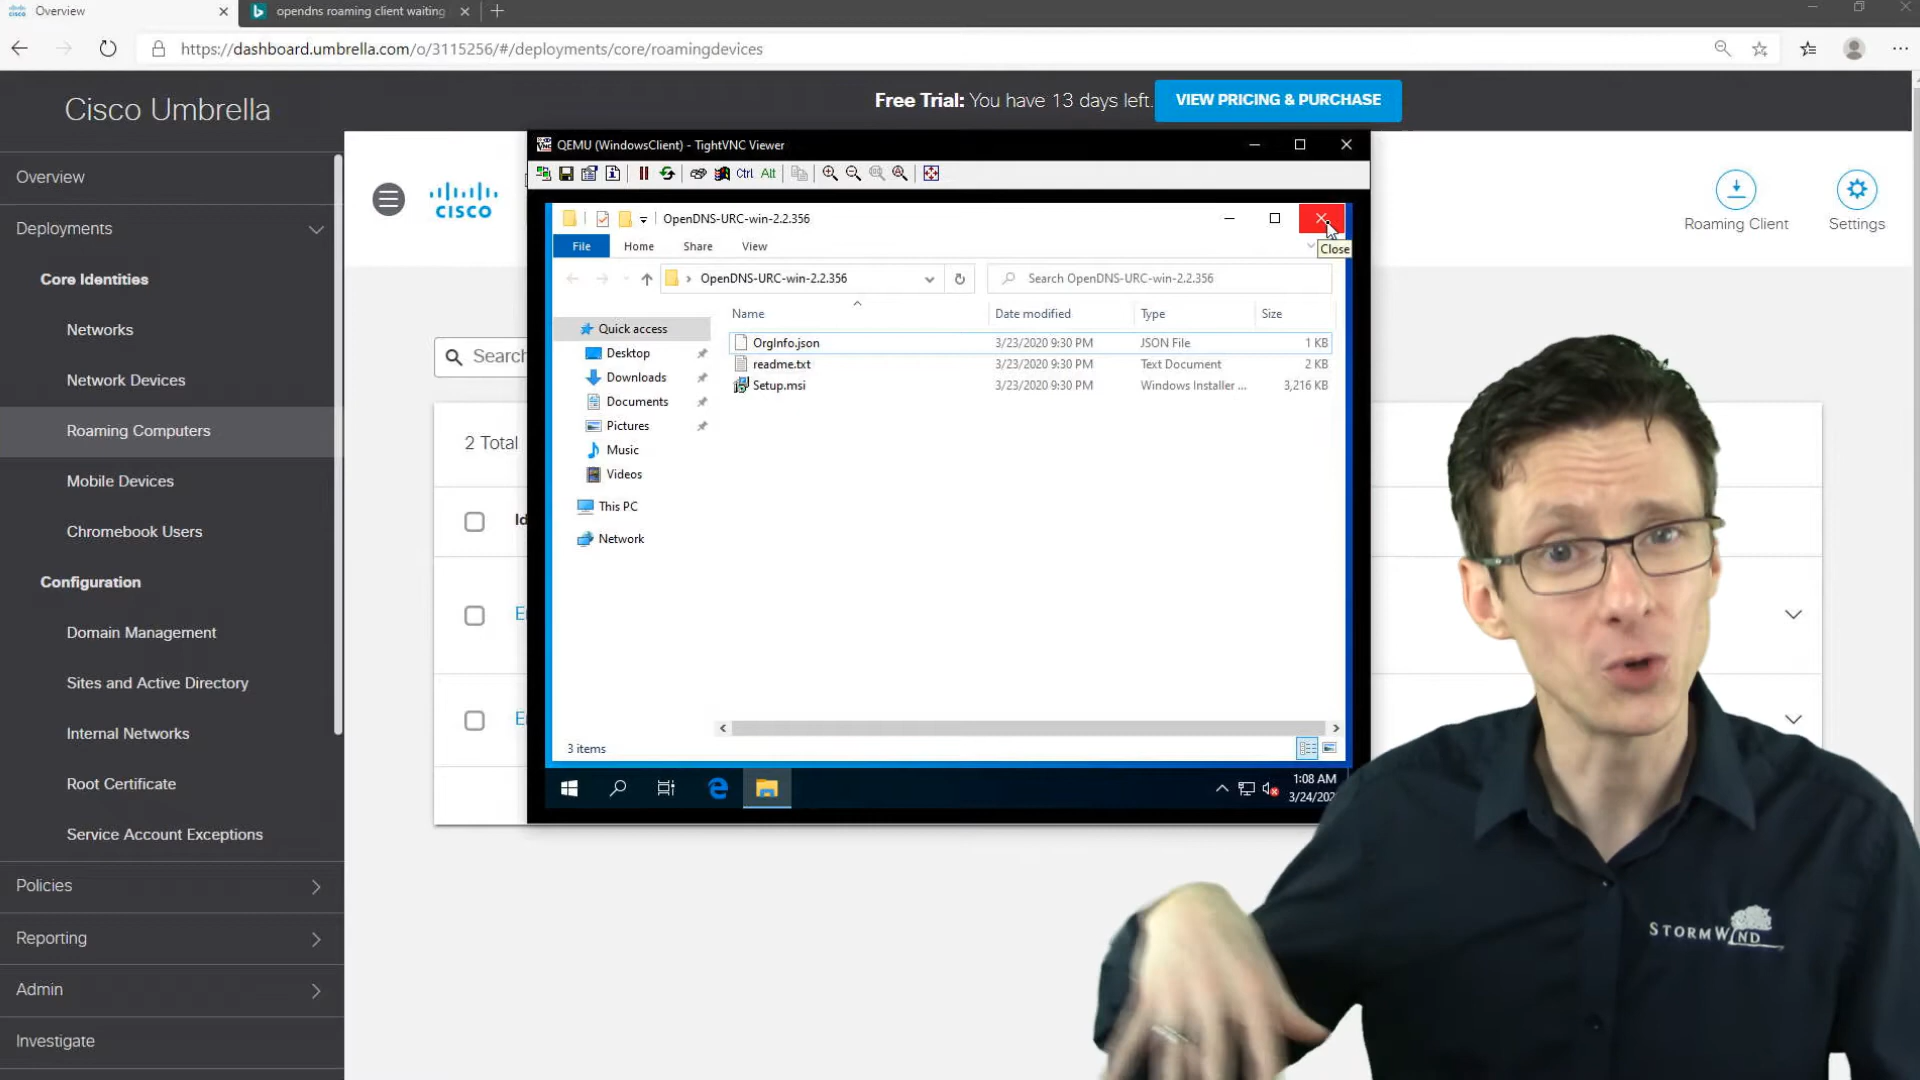 Overview
opendns roaming client waiting
https://dashboard.umbrella.com/o/3115256/#/deployments/core/roamingdevices
Cisco Umbrella
Free Trial: You have 13 days left.
VIEW PRICING & PURCHASE
Overview
Deployments
Core Identities
Networks
Network Devices
Roaming Computers
Mobile Devices
Chromebook Users
Configuration
Domain Management
Sites and Active Directory
Internal Networks
Root Certificate
Service Account Exceptions
Policies
Reporting
Admin
Investigate
CISCO
Roaming Client
Settings
Search
2 Total
QEMU (WindowsClient) - TightVNC Viewer
Ctrl Alt
OpenDNS-URC-win-2.2.356
Close
File Home Share View
OpenDNS-URC-win-2.2.356
Search OpenDNS-URC-win-2.2.356
Quick access
Desktop
Downloads
Documents
Pictures
Music
Videos
This PC
Network
Name Date modified Type Size
OrgInfo.json 3/23/2020 9:30 PM JSON File 1 KB
readme.txt 3/23/2020 9:30 PM Text Document 2 KB
Setup.msi 3/23/2020 9:30 PM Windows Installer ... 3,216 KB
3 items
1:08 AM
STORMWIND